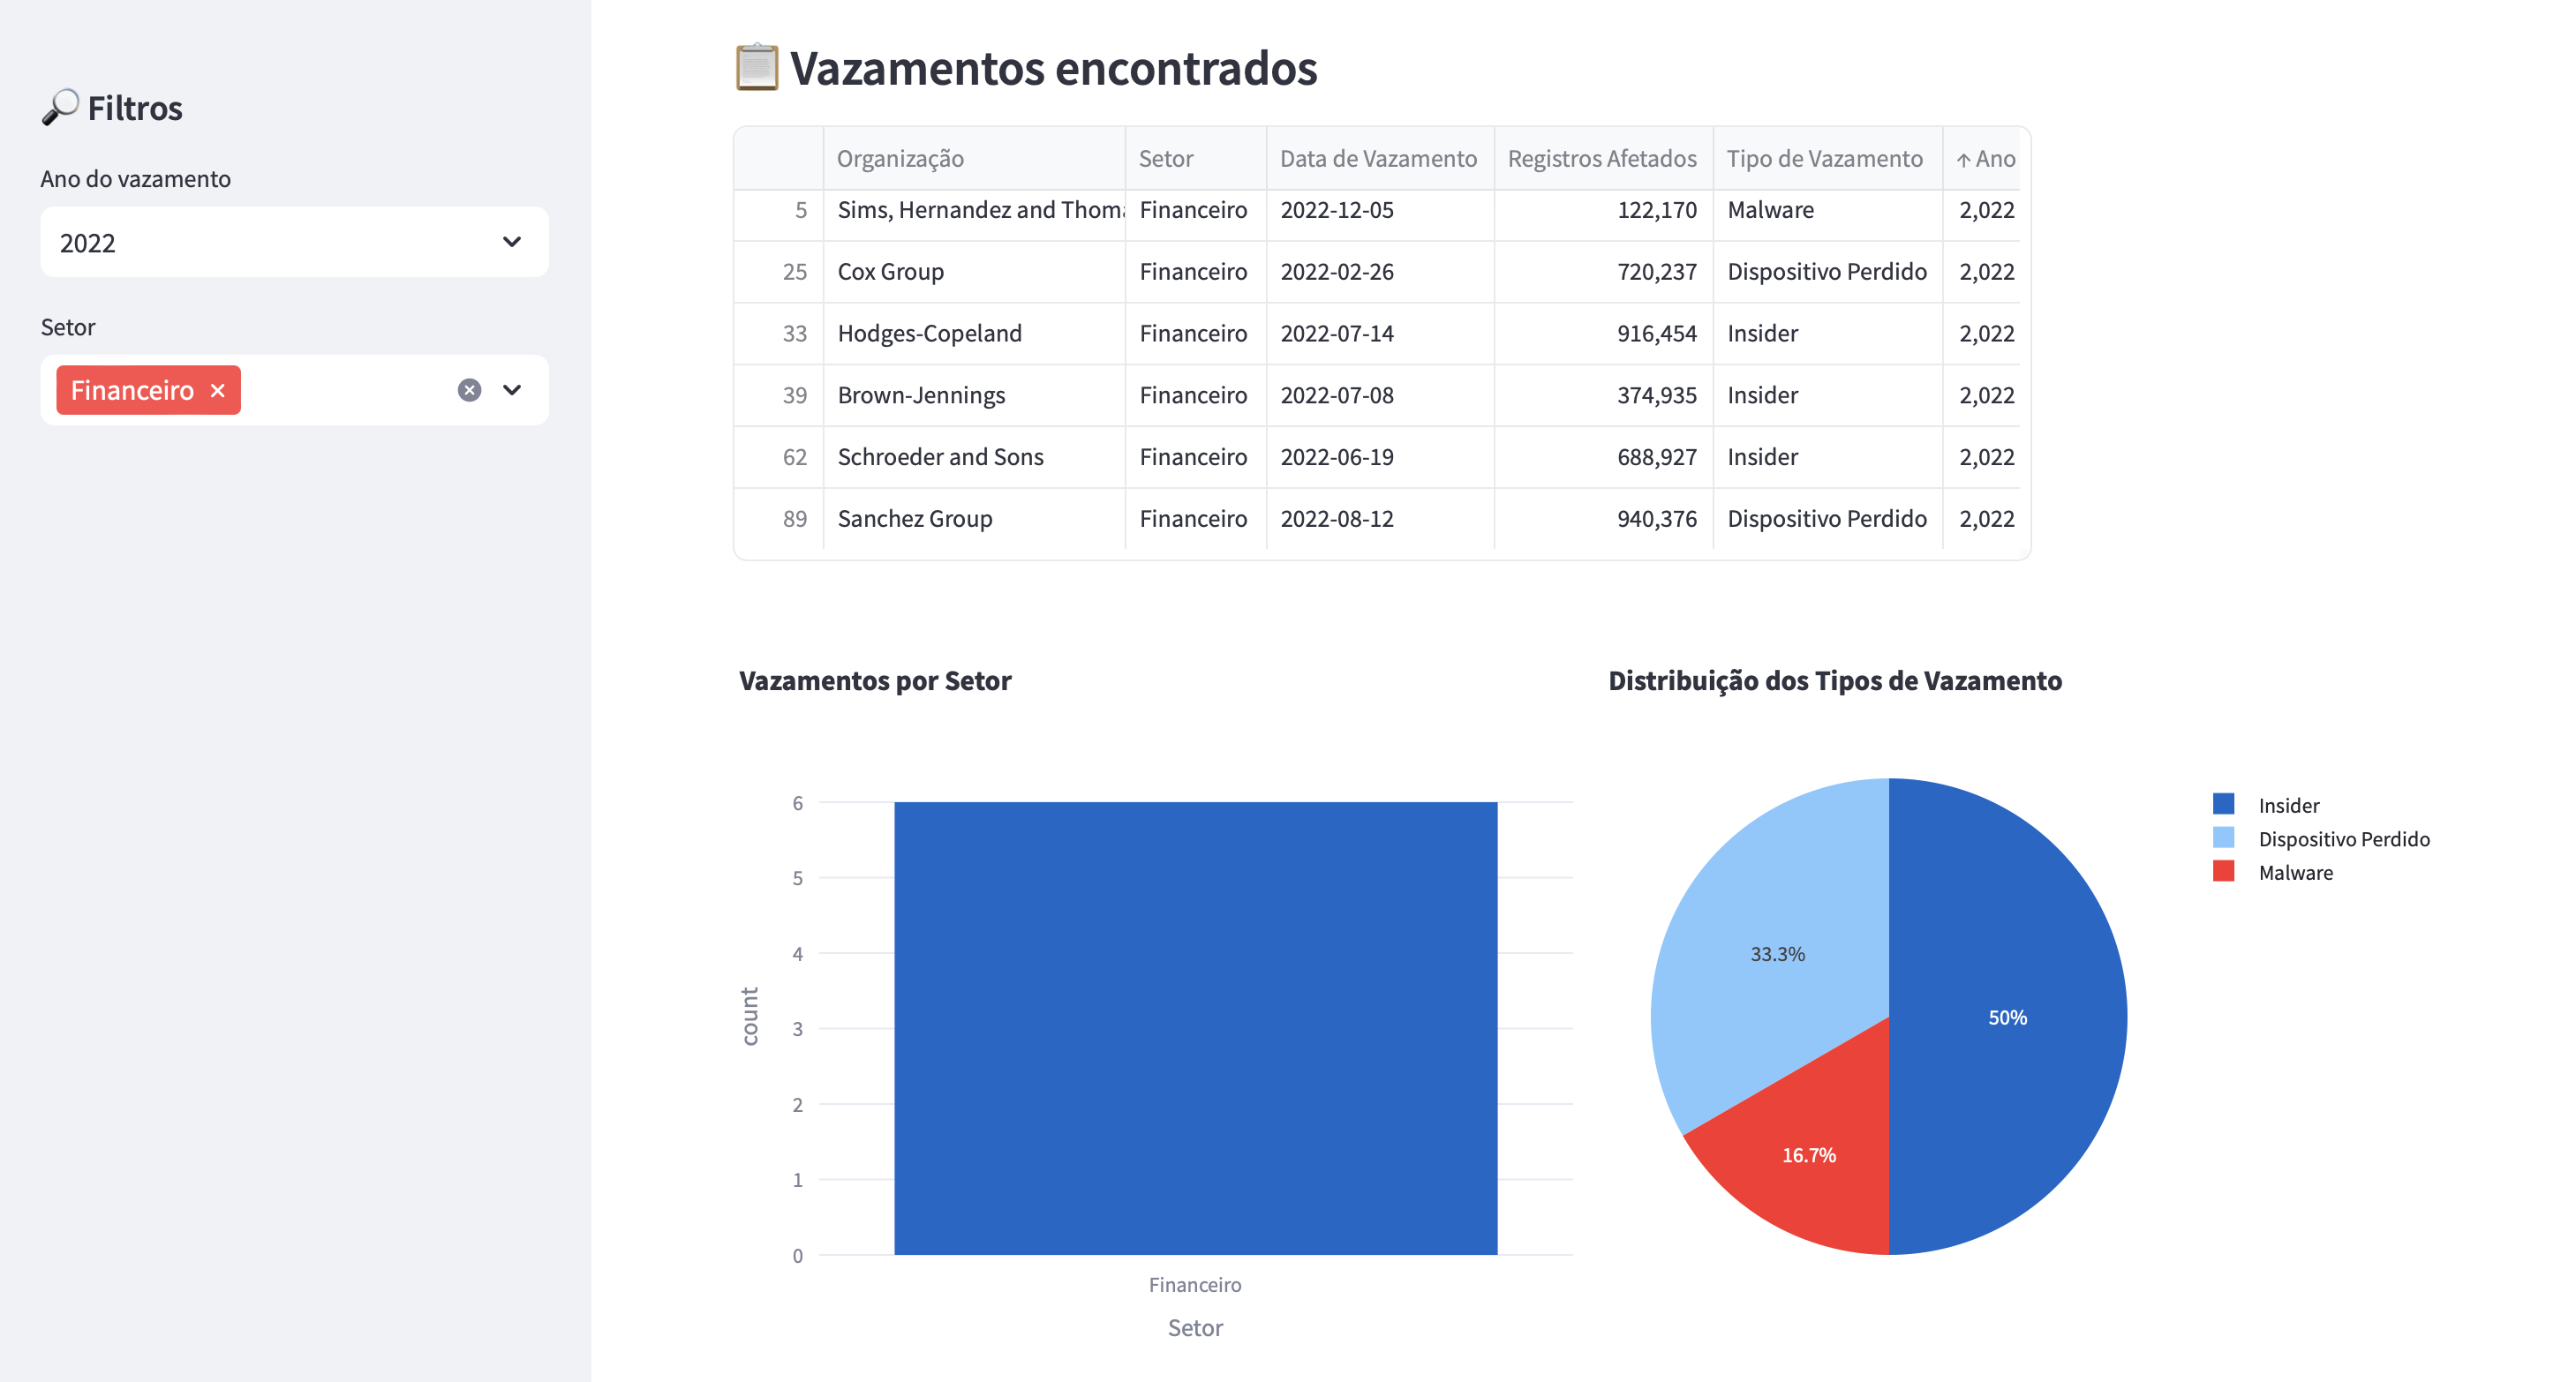 Filtros
Ano do vazamento
2022
Setor
Financeiro
Vazamentos encontrados
Organização Setor Data de Vazamento Registros Afetados Tipo de Vazamento ↑ Ano
5 Sims, Hernandez and Thoma Financeiro 2022-12-05 122,170 Malware 2,022
25 Cox Group Financeiro 2022-02-26 720,237 Dispositivo Perdido 2,022
33 Hodges-Copeland Financeiro 2022-07-14 916,454 Insider 2,022
39 Brown-Jennings Financeiro 2022-07-08 374,935 Insider 2,022
62 Schroeder and Sons Financeiro 2022-06-19 688,927 Insider 2,022
89 Sanchez Group Financeiro 2022-08-12 940,376 Dispositivo Perdido 2,022
Vazamentos por Setor
6
5
4
3
2
1
0
count
Financeiro
Setor
Distribuição dos Tipos de Vazamento
33.3%
50%
16.7%
Insider
Dispositivo Perdido
Malware